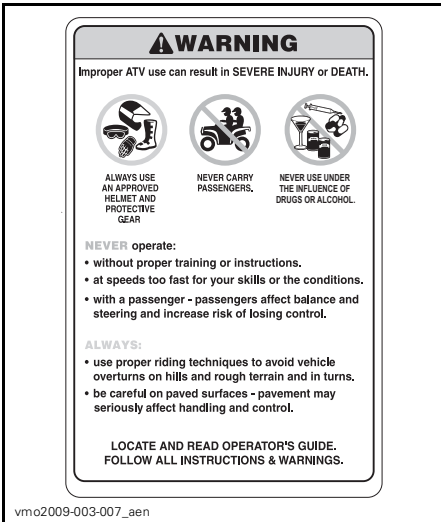 WARNING
Improper ATV use can result in SEVERE INJURY or DEATH.
ALWAYS USE
AN APPROVED
HELMET AND
PROTECTIVE
GEAR
NEVER CARRY
PASSENGERS.
NEVER USE UNDER
THE INFLUENCE OF
DRUGS OR ALCOHOL.
NEVER operate:
• without proper training or instructions.
• at speeds too fast for your skills or the conditions.
• with a passenger - passengers affect balance and
steering and increase risk of losing control.
ALWAYS:
• use proper riding techniques to avoid vehicle
overturns on hills and rough terrain and in turns.
• be careful on paved surfaces - pavement may
seriously affect handling and control.
LOCATE AND READ OPERATOR'S GUIDE.
FOLLOW ALL INSTRUCTIONS & WARNINGS.
vmo2009-003-007_aen